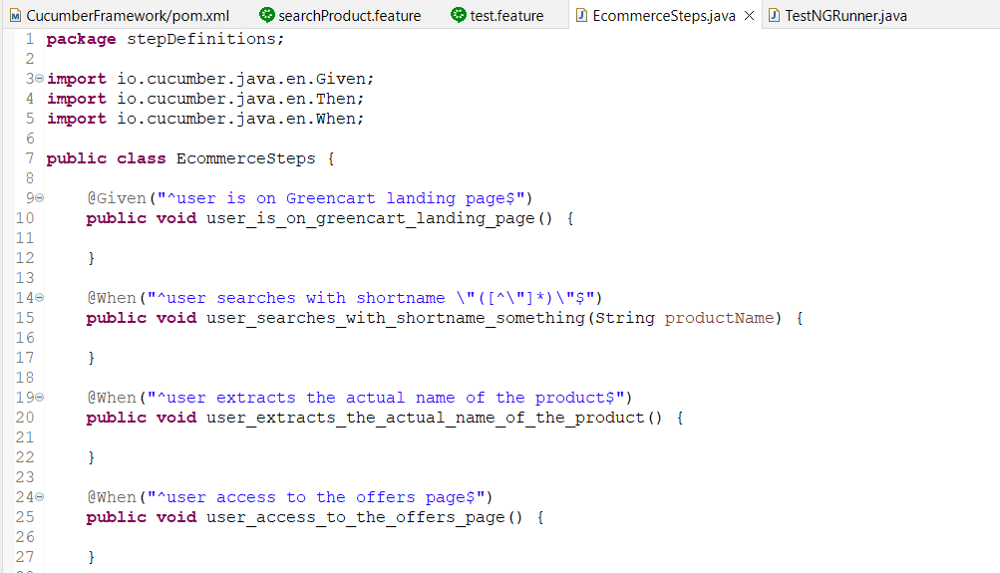 CucumberFramework/pom.xml searchProduct.feature test.feature EcommerceSteps.java TestNGRunner.java
1 package stepDefinitions;
2
3 import io.cucumber.java.en.Given;
4 import io.cucumber.java.en.Then;
5 import io.cucumber.java.en.When;
6
7 public class EcommerceSteps {
8
9 @Given("^user is on Greencart landing page$")
10 public void user_is_on_greencart_landing_page() {
11
12 }
13
14 @When("^user searches with shortname \"([^\"]*)\"$")
15 public void user_searches_with_shortname_something(String productName) {
16
17 }
18
19 @When("^user extracts the actual name of the product$")
20 public void user_extracts_the_actual_name_of_the_product() {
21
22 }
23
24 @When("^user access to the offers page$")
25 public void user_access_to_the_offers_page() {
26
27 }